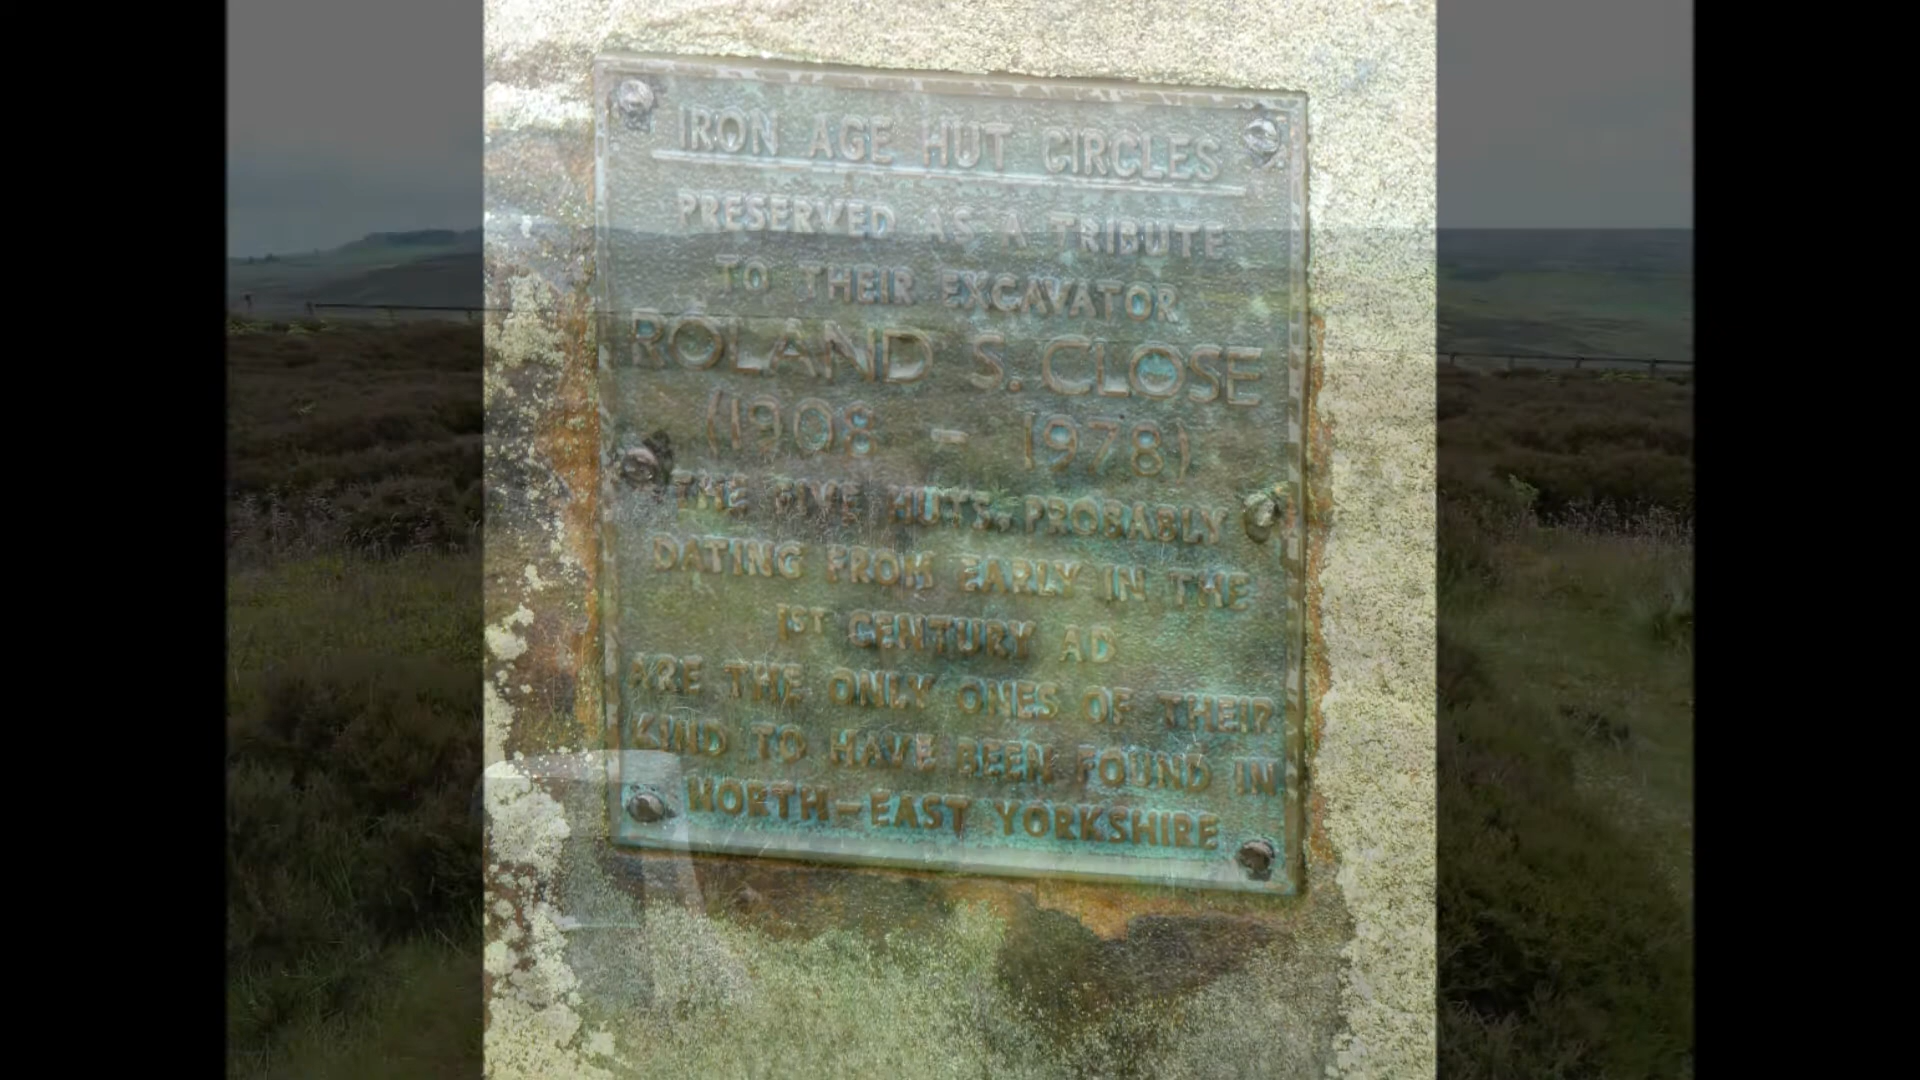 IRON AGE HUT CIRCLES
PRESERVED AS A TRIBUTE
TO THEIR EXCAVATOR
ROLAND S. CLOSE
(1908 – 1978)
THE FIVE HUTS, PROBABLY
DATING FROM EARLY IN THE
1ST CENTURY AD
ARE THE ONLY ONES OF THEIR
KIND TO HAVE BEEN FOUND IN
NORTH-EAST YORKSHIRE